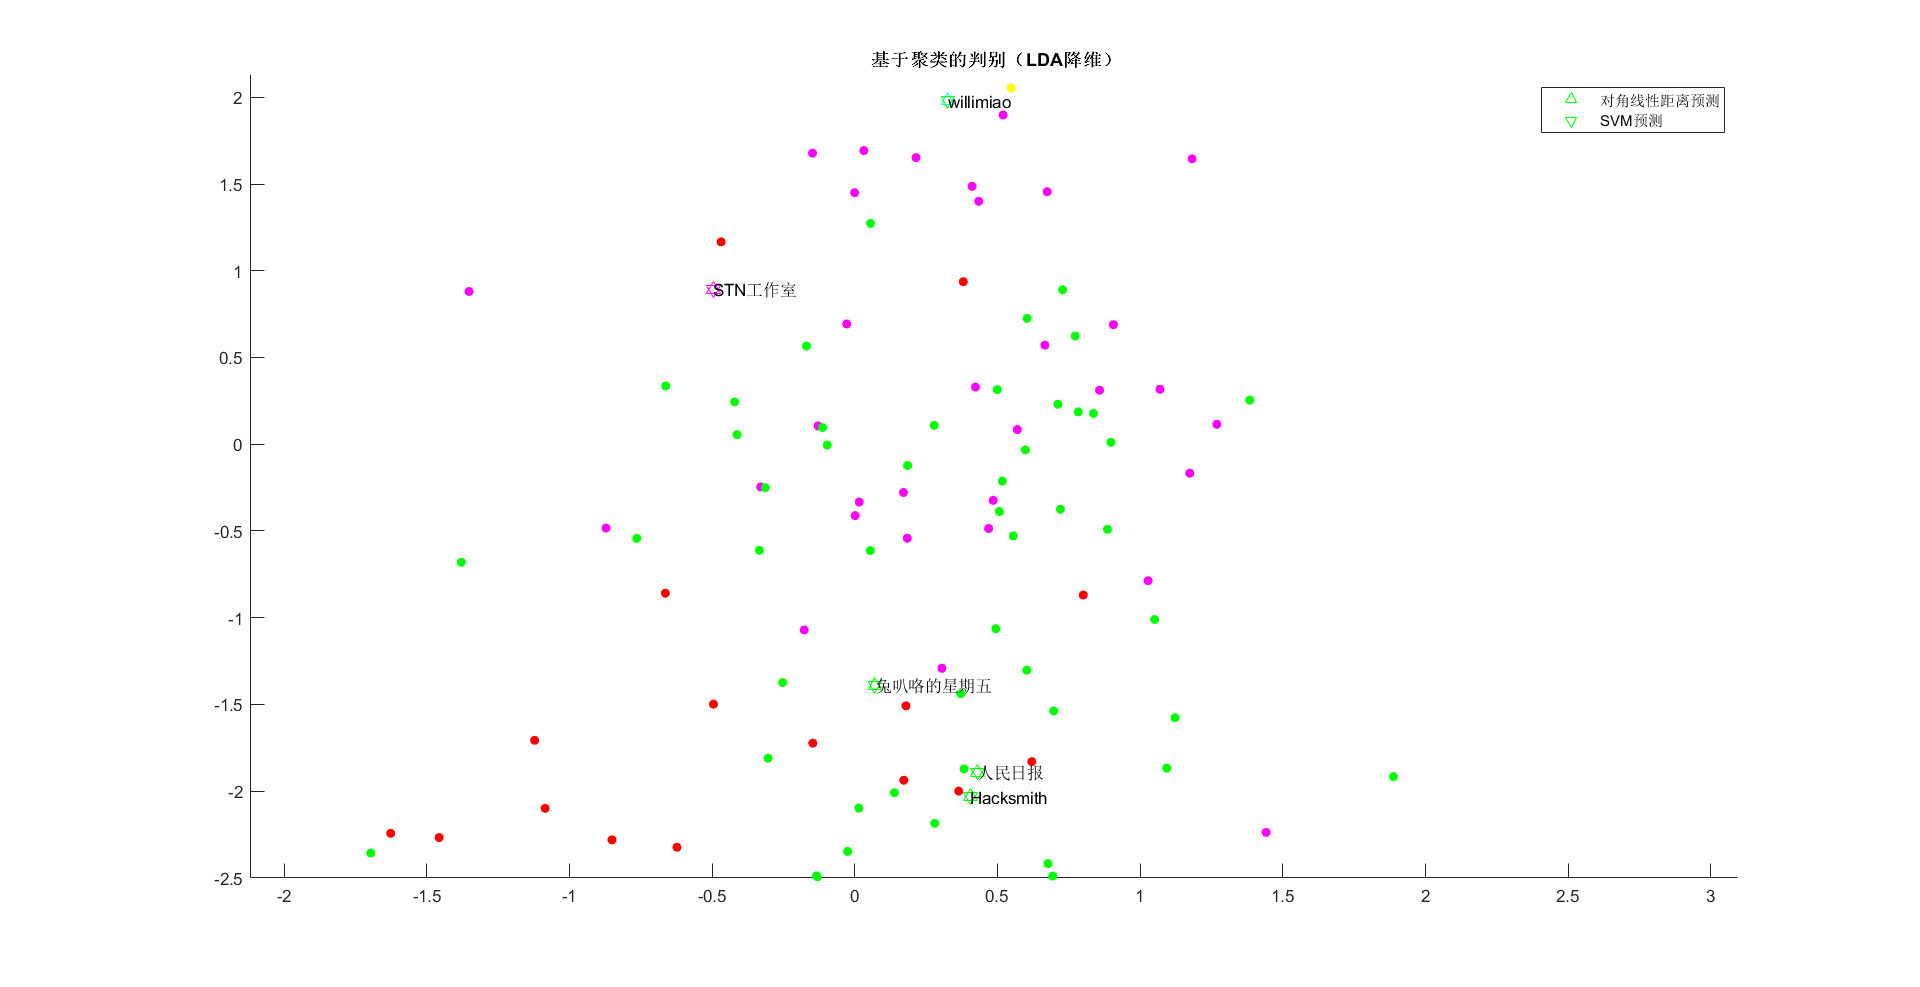 基于聚类的判别（LDA降维）
对角线性距离预测
SVM预测
willimiao
STN工作室
兔叭咯的星期五
人民日报
Hacksmith
2
1.5
1
0.5
0
-0.5
-1
-1.5
-2
-2.5
-2 -1.5 -1 -0.5 0 0.5 1 1.5 2 2.5 3